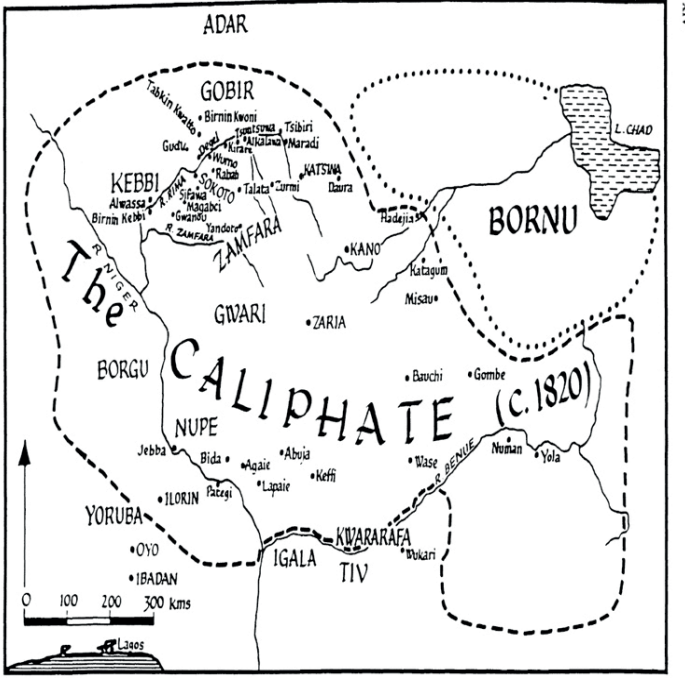 ADAR
GOBIR
Tabkin Kwatto
Birnin Kwoni
Tsuntsuwa
Tsibiri
Gudu
Degel
Kirare
Alkalawa
Maradi
Wurno
Rabah
KATSINA
KEBBI
R. RIMA
SOKOTO
Talata
Zurmi
Daura
Alwassa
Sifawa
Magabci
Birnin Kebbi
Gwandu
Yandoto
R. ZAMFARA
ZAMFARA
Hadejia
L. CHAD
BORNU
KANO
Katagum
Misau
R. NIGER
The
GWARI
ZARIA
BORGU
CALIPHATE
(c. 1820)
Bauchi
Gombe
NUPE
Jebba
Bida
Agaie
Abuja
Keffi
Lapaie
Pategi
Wase
R. BENUE
Numan
Yola
ILORIN
YORUBA
KWARARAFA
Wukari
IGALA
TIV
OYO
IBADAN
0 100 200 300 kms
Lagos